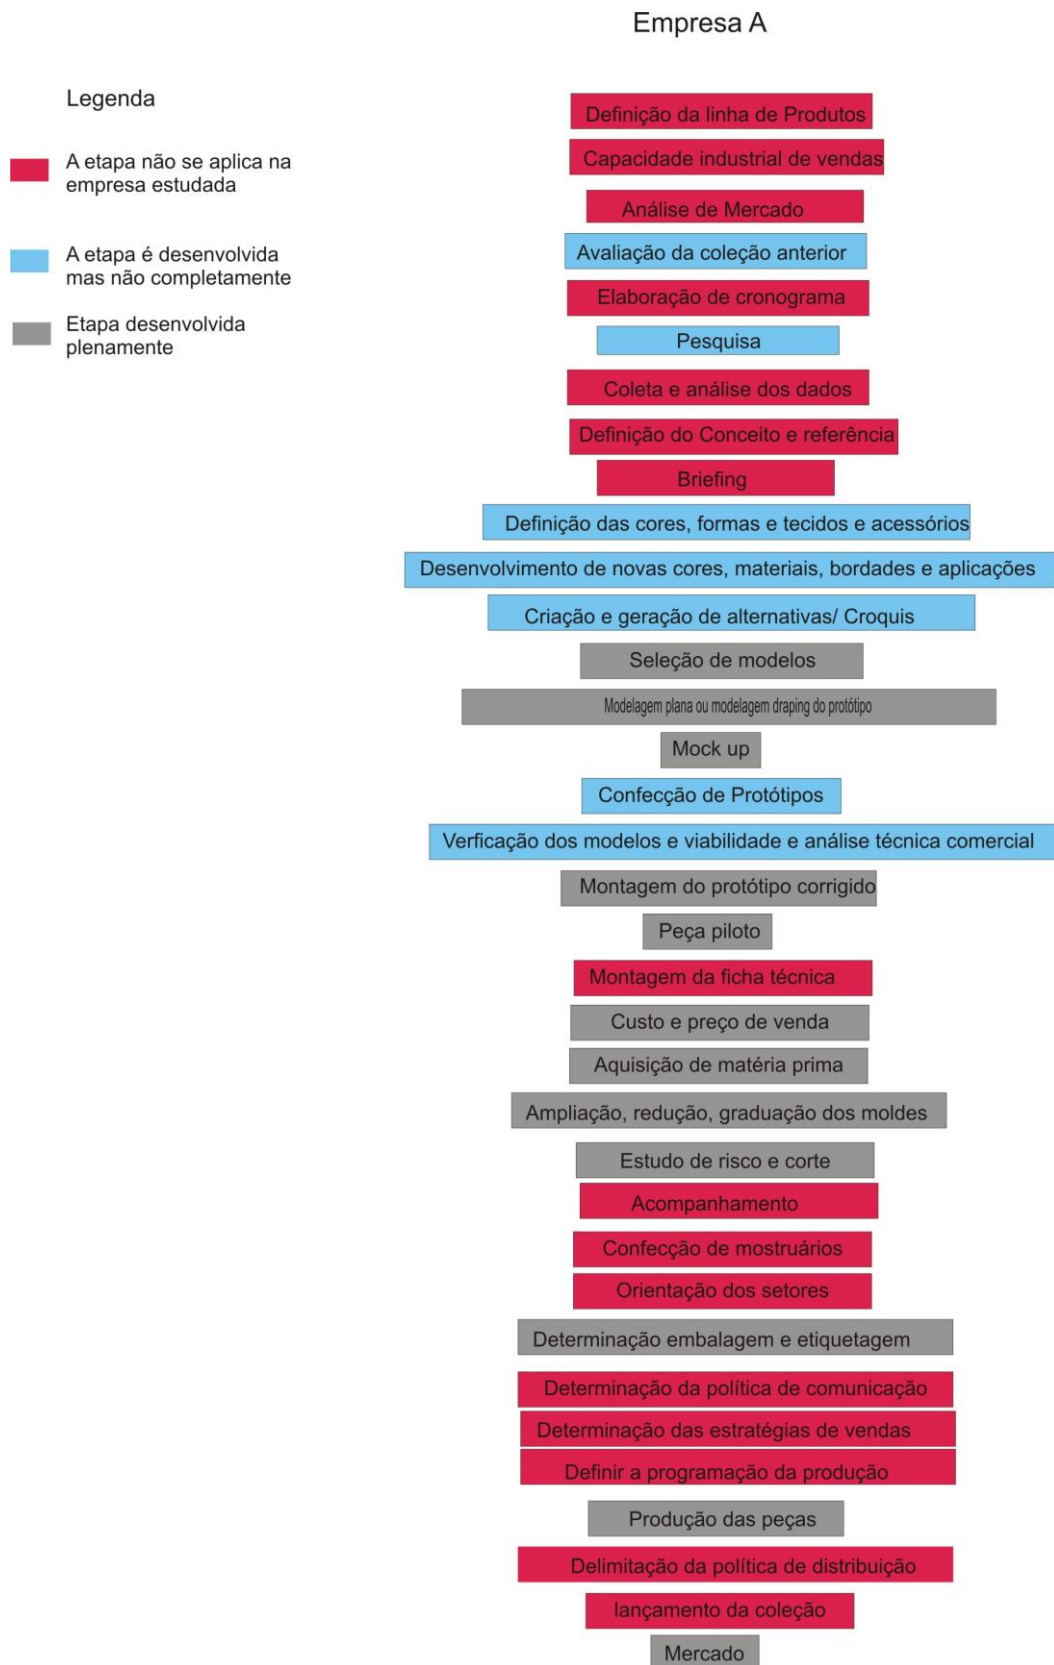 Empresa A
Legenda
A etapa não se aplica na
empresa estudada
A etapa é desenvolvida
mas não completamente
Etapa desenvolvida
plenamente
Definição da linha de Produtos
Capacidade industrial de vendas
Análise de Mercado
Avaliação da coleção anterior
Elaboração de cronograma
Pesquisa
Coleta e análise dos dados
Definição do Conceito e referência
Briefing
Definição das cores, formas e tecidos e acessórios
Desenvolvimento de novas cores, materiais, bordades e aplicações
Criação e geração de alternativas/ Croquis
Seleção de modelos
Modelagem plana ou modelagem draping do protótipo
Mock up
Confecção de Protótipos
Verficação dos modelos e viabilidade e análise técnica comercial
Montagem do protótipo corrigido
Peça piloto
Montagem da ficha técnica
Custo e preço de venda
Aquisição de matéria prima
Ampliação, redução, graduação dos moldes
Estudo de risco e corte
Acompanhamento
Confecção de mostruários
Orientação dos setores
Determinação embalagem e etiquetagem
Determinação da política de comunicação
Determinação das estratégias de vendas
Definir a programação da produção
Produção das peças
Delimitação da política de distribuição
lançamento da coleção
Mercado